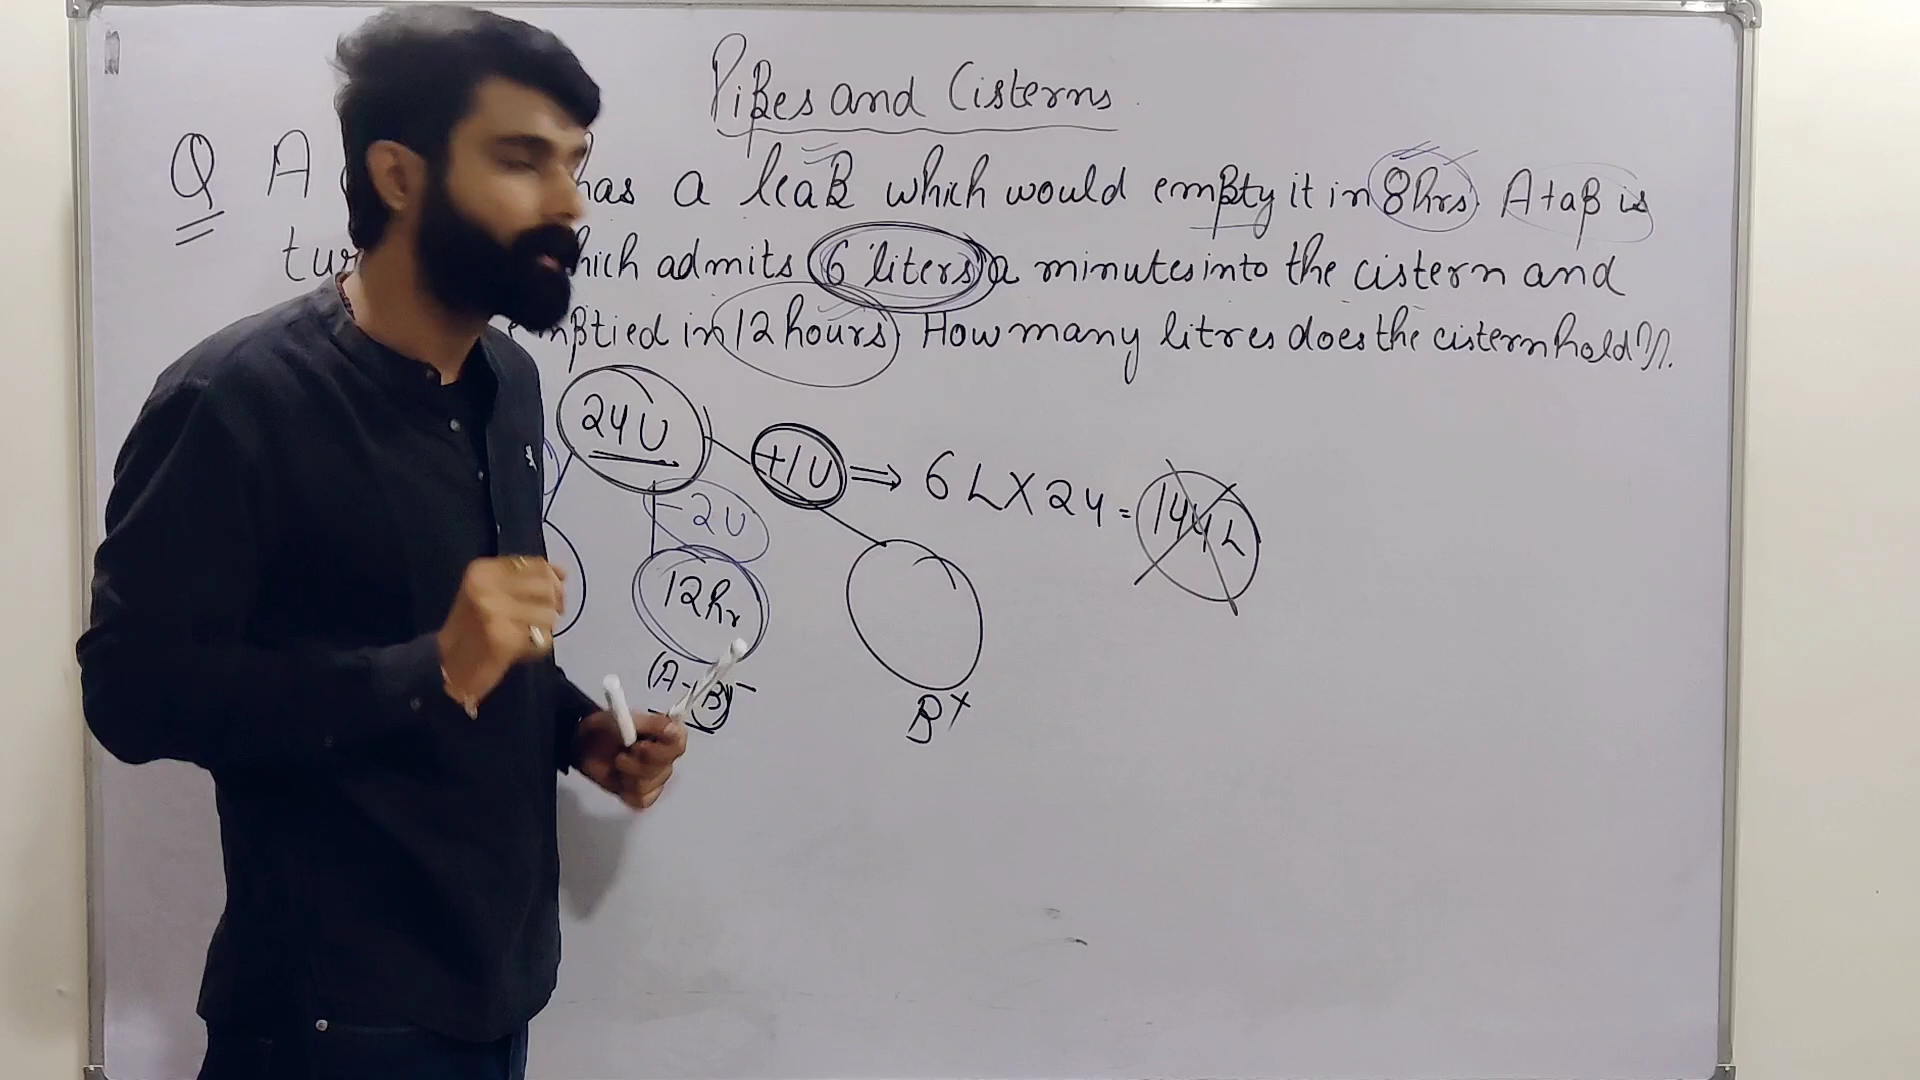 Pipes and Cisterns
Q A has a leak which would empty it in 8hrs. A tap is
hich admits 6 liters a minutes into the cistern and
emptied in 12 hours, How many litres does the cistern hold?
24U +1U ⇒ 6L X 24 = 144L
-2U
12hr
(A-B)-
B+